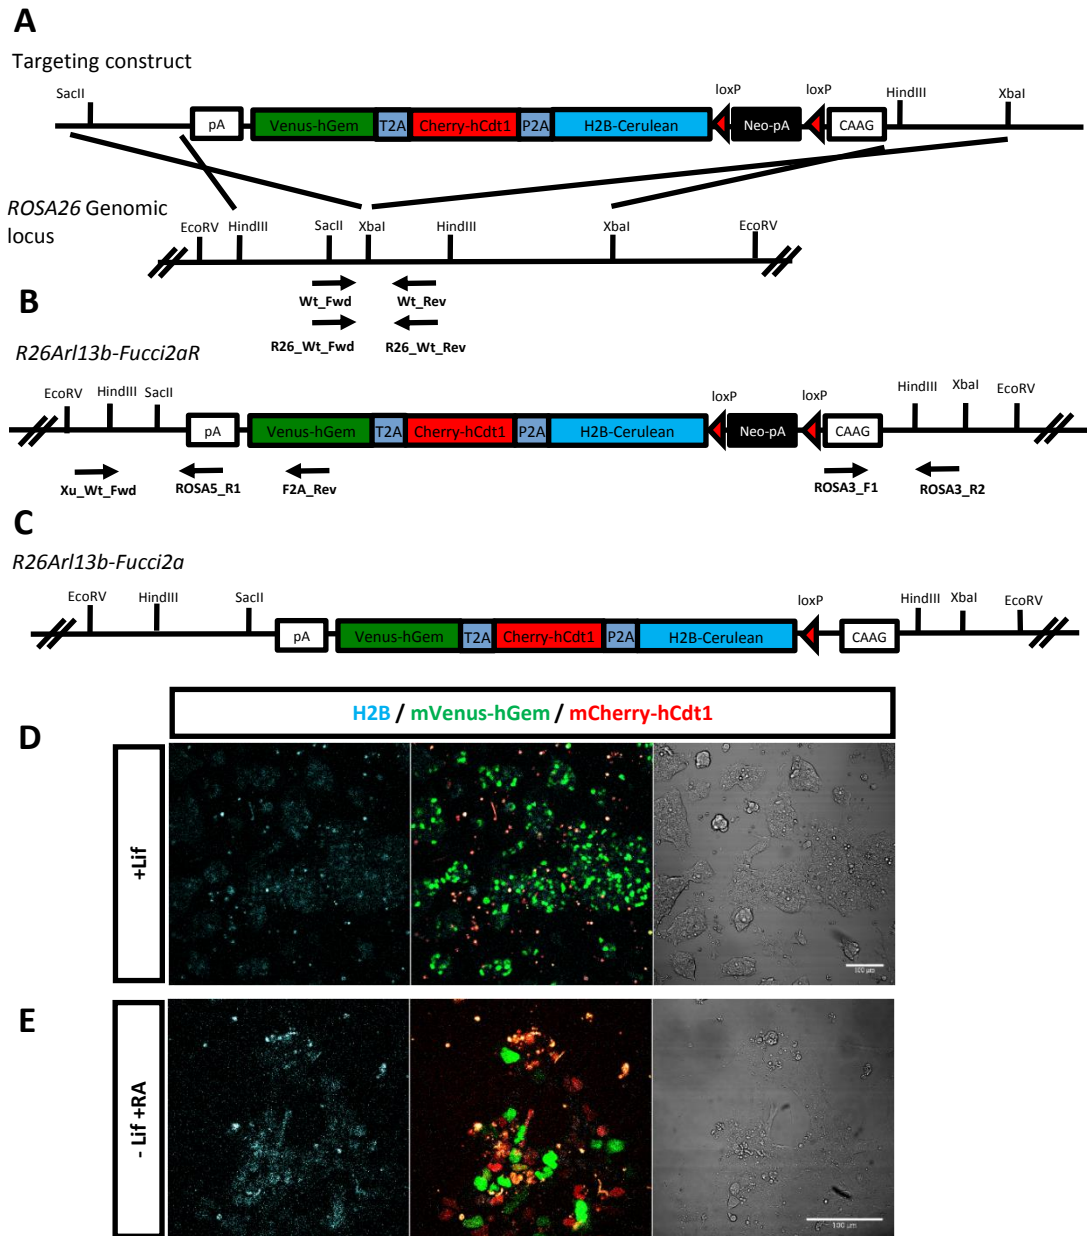 A
Targeting construct
SacII
pA
Venus-hGem
T2A
Cherry-hCdt1
P2A
H2B-Cerulean
loxP
Neo-pA
loxP
CAAG
HindIII
XbaI
ROSA26 Genomic
locus
EcoRV
HindIII
SacII
XbaI
HindIII
XbaI
EcoRV
Wt_Fwd
Wt_Rev
R26_Wt_Fwd
R26_Wt_Rev
B
R26Arl13b-Fucci2aR
EcoRV
HindIII
SacII
pA
Venus-hGem
T2A
Cherry-hCdt1
P2A
H2B-Cerulean
loxP
Neo-pA
loxP
CAAG
HindIII
XbaI
EcoRV
Xu_Wt_Fwd
ROSA5_R1
F2A_Rev
ROSA3_F1
ROSA3_R2
C
R26Arl13b-Fucci2a
EcoRV
HindIII
SacII
pA
Venus-hGem
T2A
Cherry-hCdt1
P2A
H2B-Cerulean
loxP
CAAG
HindIII
XbaI
EcoRV
H2B / mVenus-hGem / mCherry-hCdt1
D
+Lif
100 μm
E
- Lif +RA
100 μm